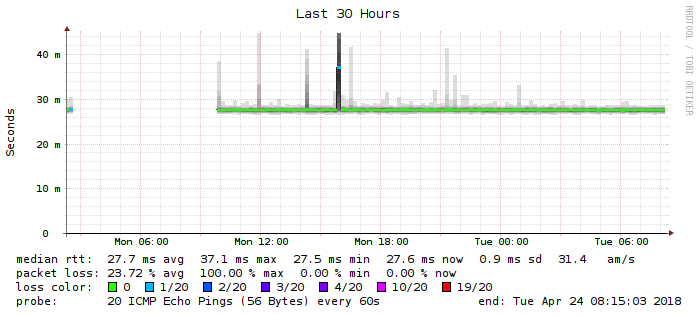 Last 30 Hours
RRDTOOL / TOBI OETIKER
Seconds
40 m
30 m
20 m
10 m
0
Mon 06:00 Mon 12:00 Mon 18:00 Tue 00:00 Tue 06:00
median rtt: 27.7 ms avg 37.1 ms max 27.5 ms min 27.6 ms now 0.9 ms sd 31.4 am/s
packet loss: 23.72 % avg 100.00 % max 0.00 % min 0.00 % now
loss color: 0 1/20 2/20 3/20 4/20 10/20 19/20
probe: 20 ICMP Echo Pings (56 Bytes) every 60s end: Tue Apr 24 08:15:03 2018